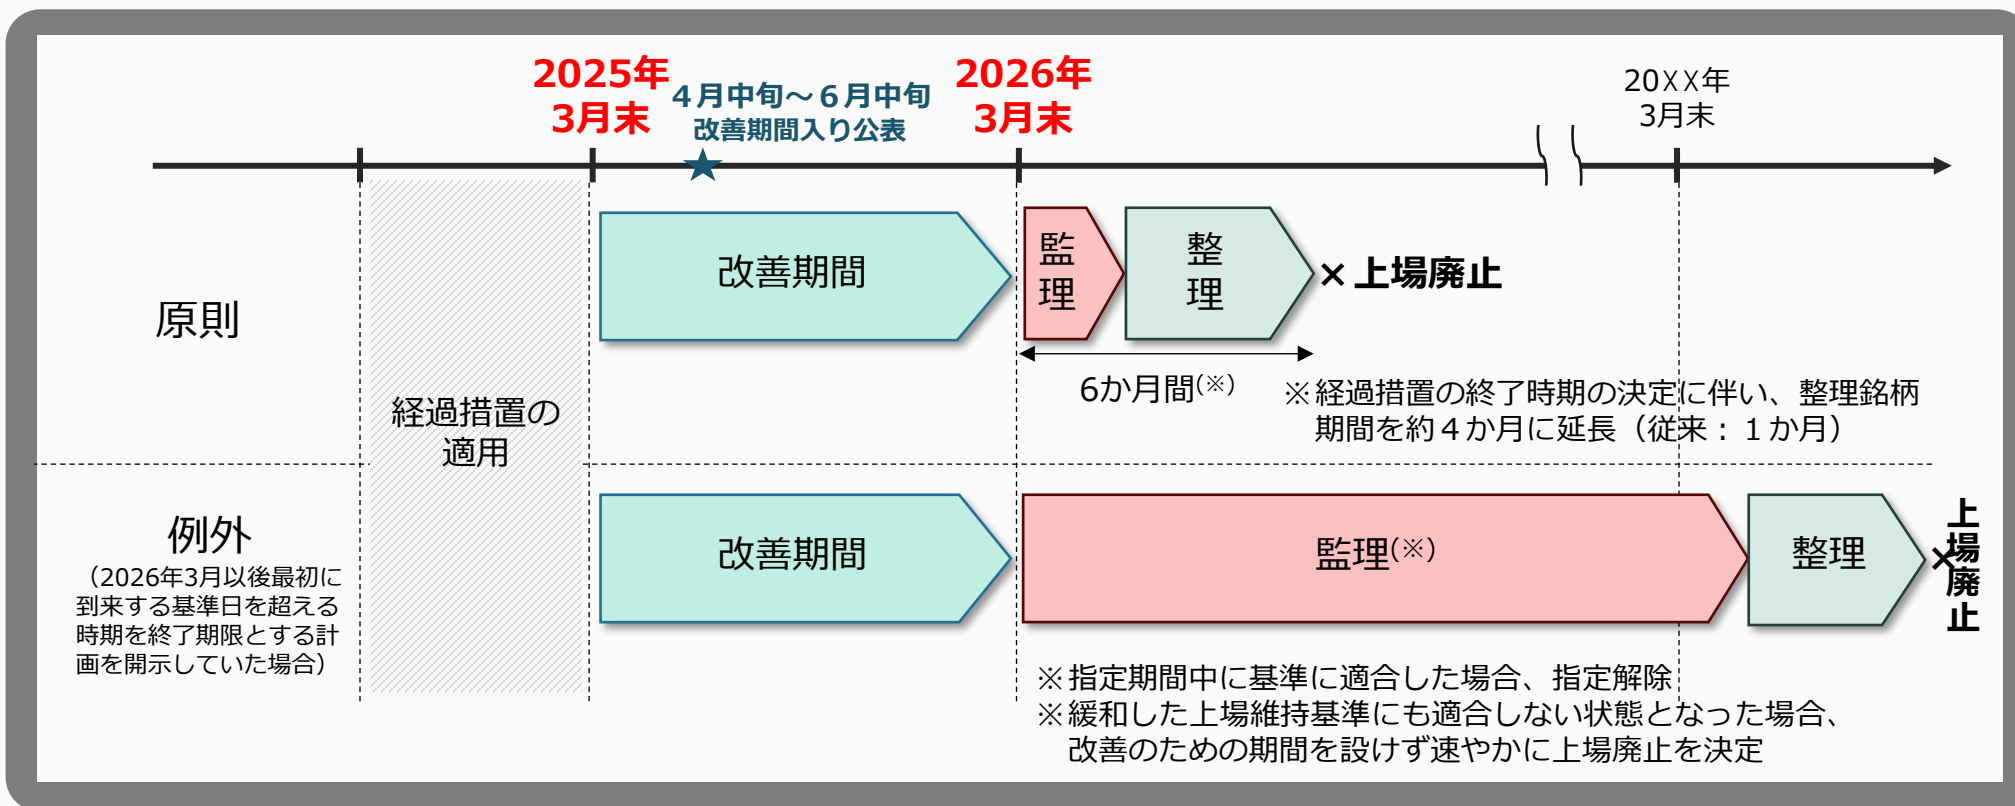 2025年
3月末
４月中旬～６月中旬
改善期間入り公表
2026年
3月末
20XX年
3月末
原則
改善期間
監
理
整
理
×上場廃止
6か月間(※)
※経過措置の終了時期の決定に伴い、整理銘柄
期間を約４か月に延長（従来：１か月）
経過措置の
適用
例外
（2026年3月以後最初に
到来する基準日を超える
時期を終了期限とする計
画を開示していた場合）
改善期間
監理(※)
整理
×
上場廃止
※指定期間中に基準に適合した場合、指定解除
※緩和した上場維持基準にも適合しない状態となった場合、
改善のための期間を設けず速やかに上場廃止を決定